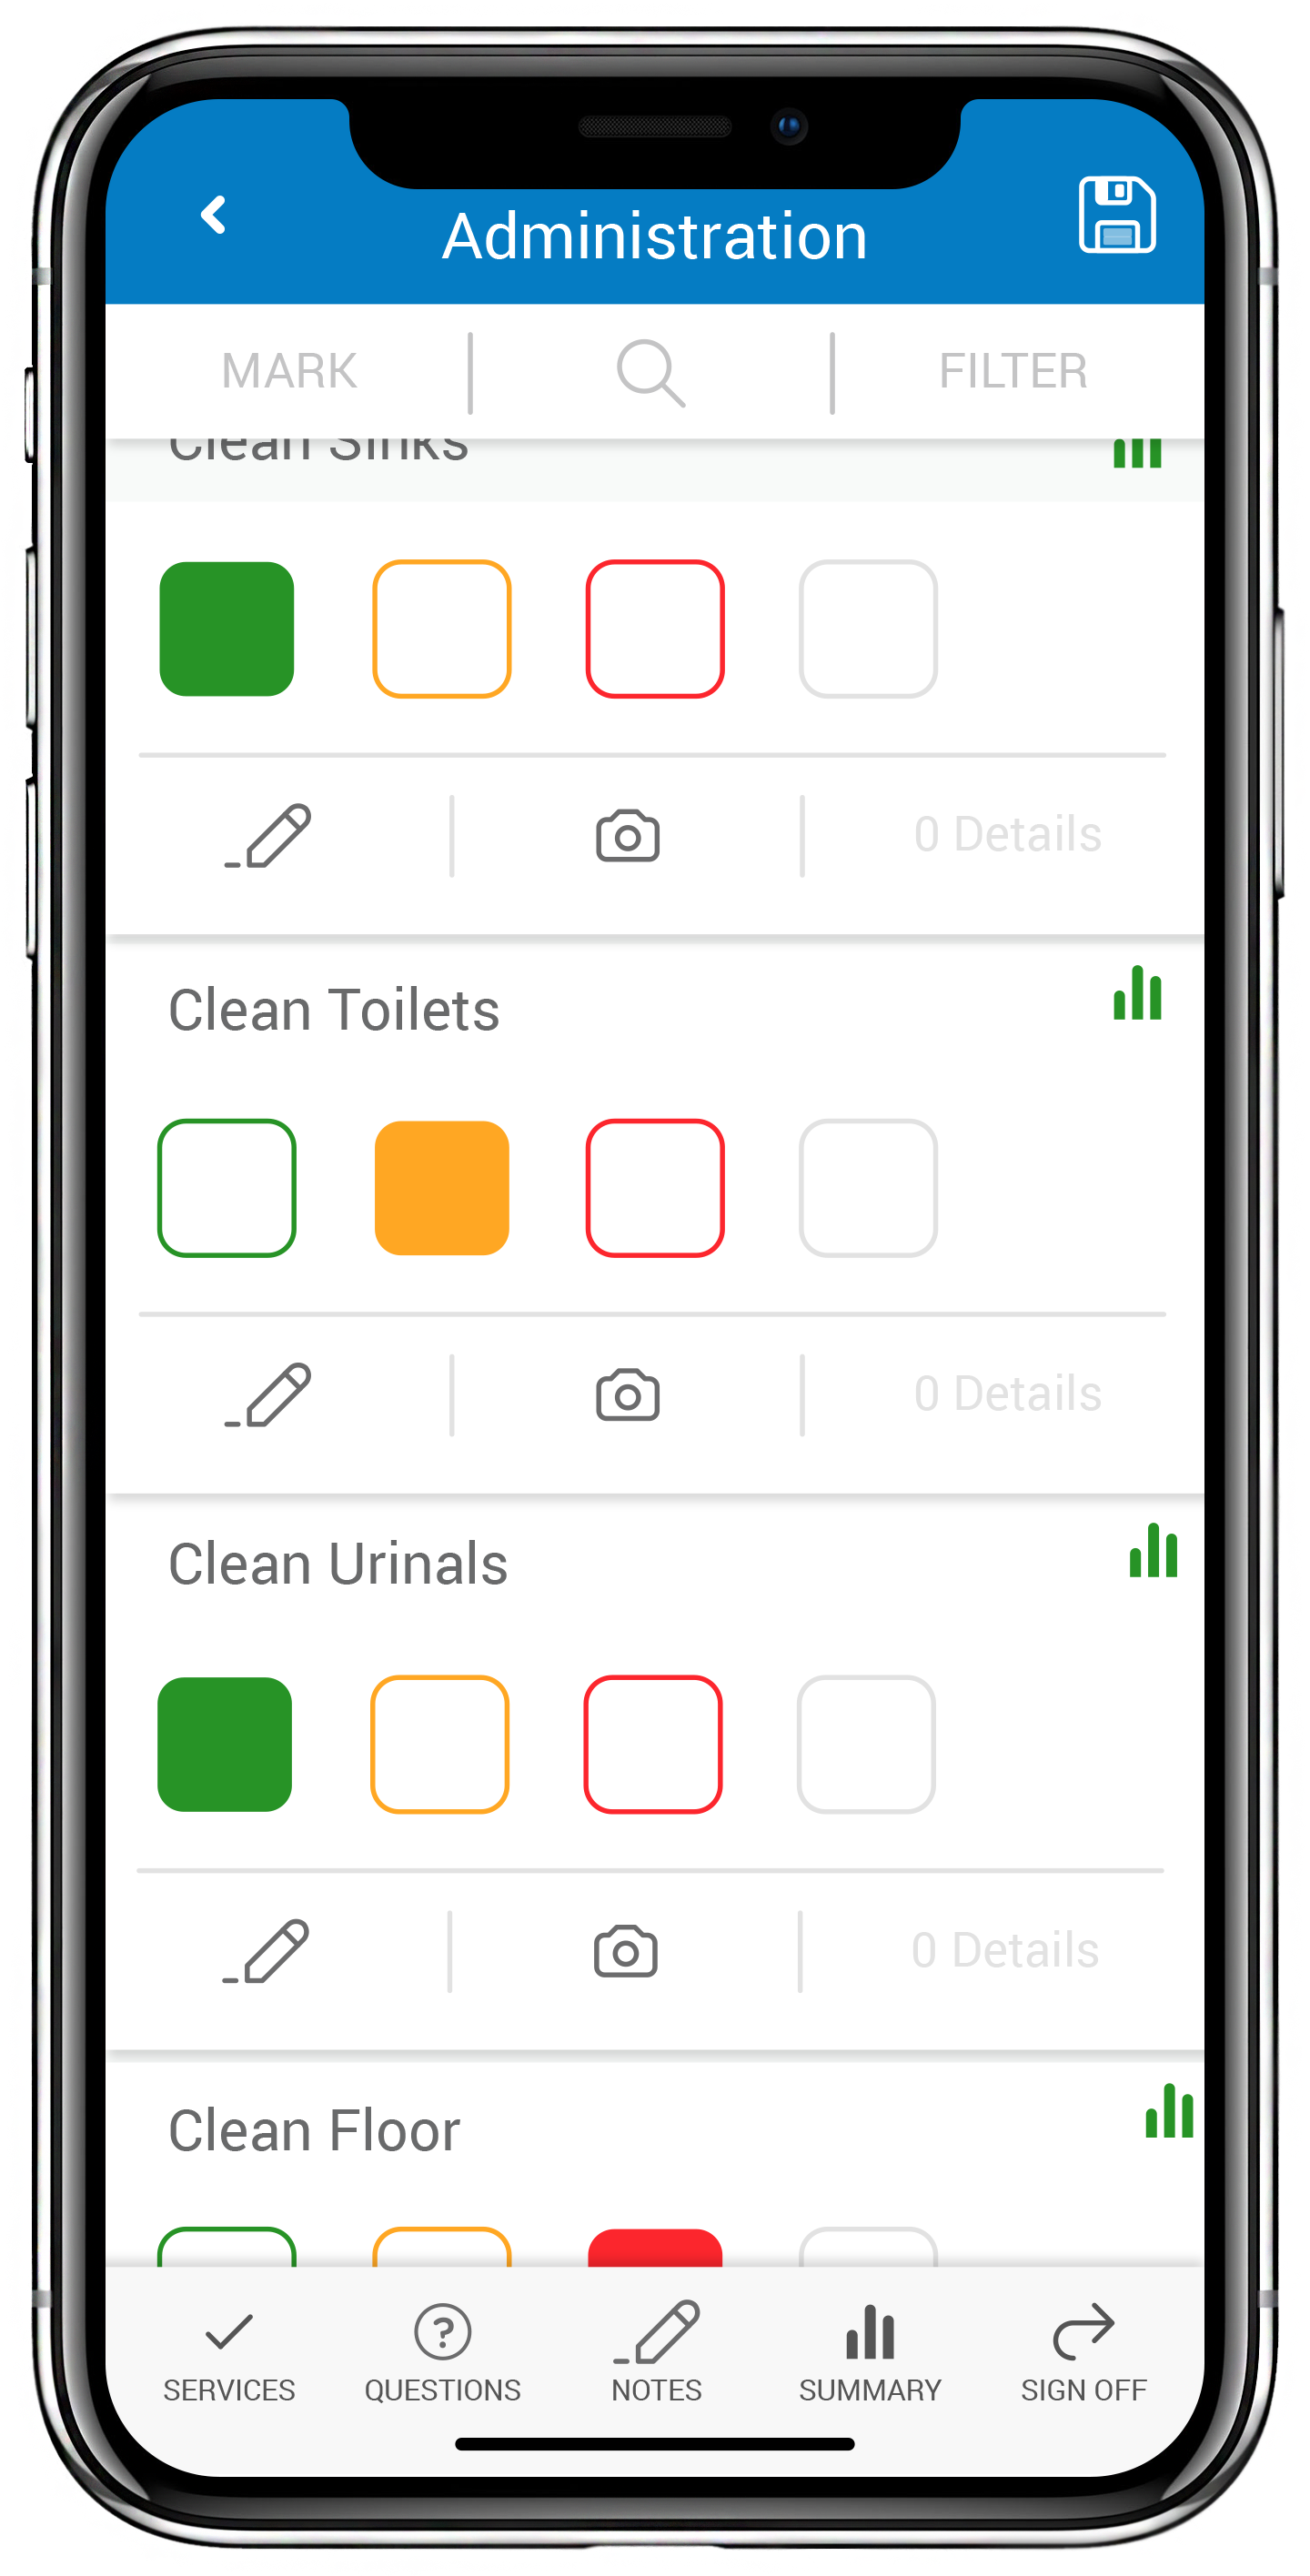 Administration
MARK
FILTER
Clean Sinks
0 Details
Clean Toilets
0 Details
Clean Urinals
0 Details
Clean Floor
SERVICES
QUESTIONS
NOTES
SUMMARY
SIGN OFF